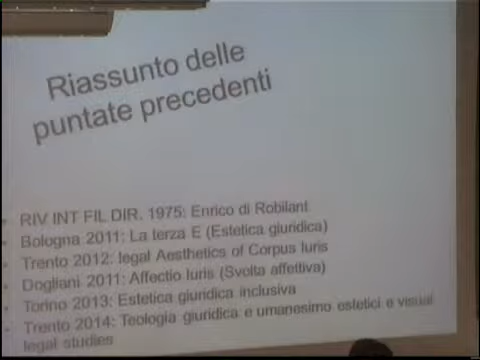 Riassunto delle
puntate precedenti
• RIV INT FIL DIR. 1975: Enrico di Robilant
• Bologna 2011: La terza E (Estetica giuridica)
• Trento 2012: legal Aesthetics of Corpus Iuris
• Dogliani 2011: Affectio Iuris (Svolta affettiva)
• Torino 2013: Estetica giuridica inclusiva
• Trento 2014: Teologia giuridica e umanesimo estetici e visual
legal studies